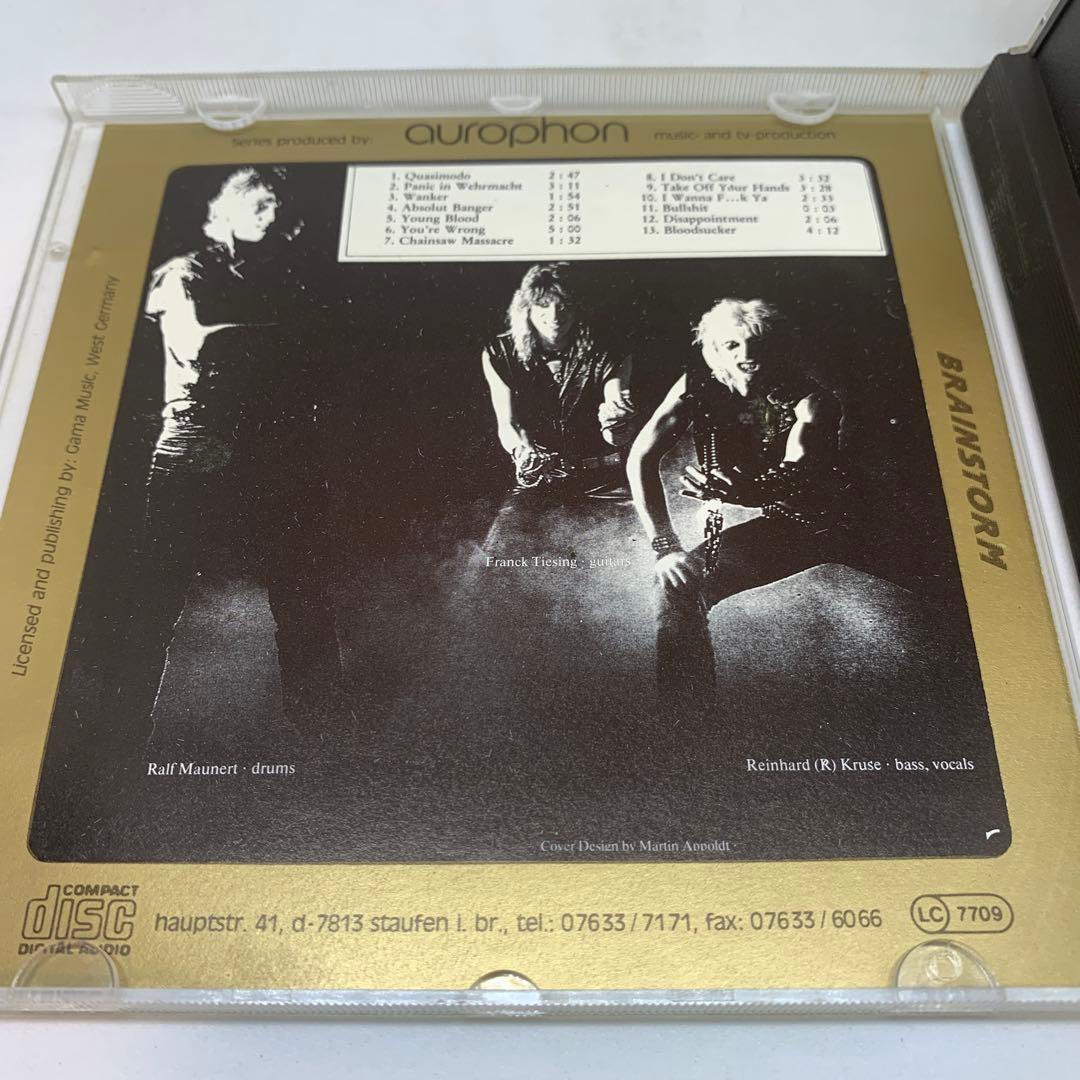 series produced by: aurophon music- and tv-production
1. Quasimodo 2 : 47
2. Panic in Wehrmacht 3 : 11
3. Wanker 1 : 54
4. Absolut Banger 2 : 51
5. Young Blood 2 : 06
6. You're Wrong 5 : 00
7. Chainsaw Massacre 1 : 32
8. I Don't Care 3 : 32
9. Take Off Your Hands 3 : 28
10. I Wanna F...k Ya 2 : 33
11. Bullshit 0 : 03
12. Disappointment 2 : 06
13. Bloodsucker 4 : 12
Licensed and publishing by: Gama Music, West Germany
BRAINSTORM
Franck Tiesing · guitars
Ralf Maunert · drums
Reinhard (R) Kruse · bass, vocals
Cover Design by Martin Appoldt
COMPACT
disc
DIGITAL AUDIO
hauptstr. 41, d-7813 staufen i. br., tel.: 07633/7171, fax: 07633/6066
LC 7709